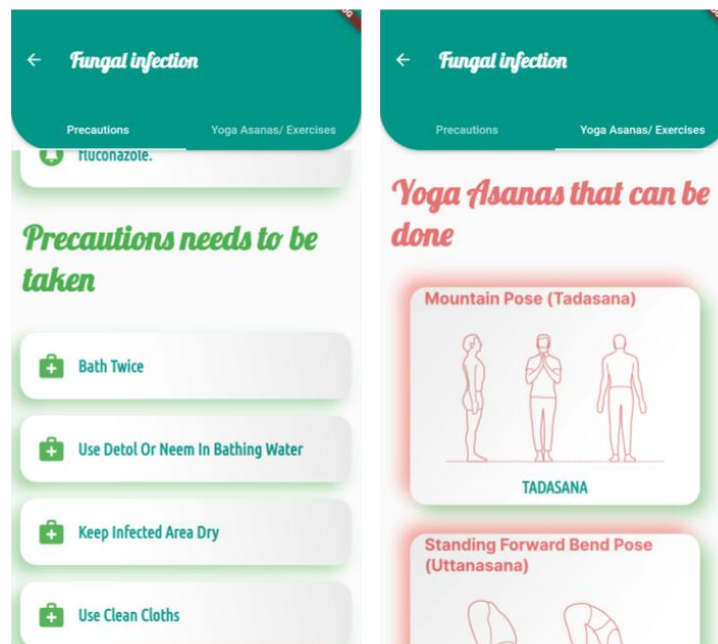 Fungal infection
Precautions
Yoga Asanas/ Exercises
Fluconazole.
Precautions needs to be
taken
Bath Twice
Use Detol Or Neem In Bathing Water
Keep Infected Area Dry
Use Clean Cloths
Fungal infection
Precautions
Yoga Asanas/ Exercises
Yoga Asanas that can be
done
Mountain Pose (Tadasana)
TADASANA
Standing Forward Bend Pose
(Uttanasana)